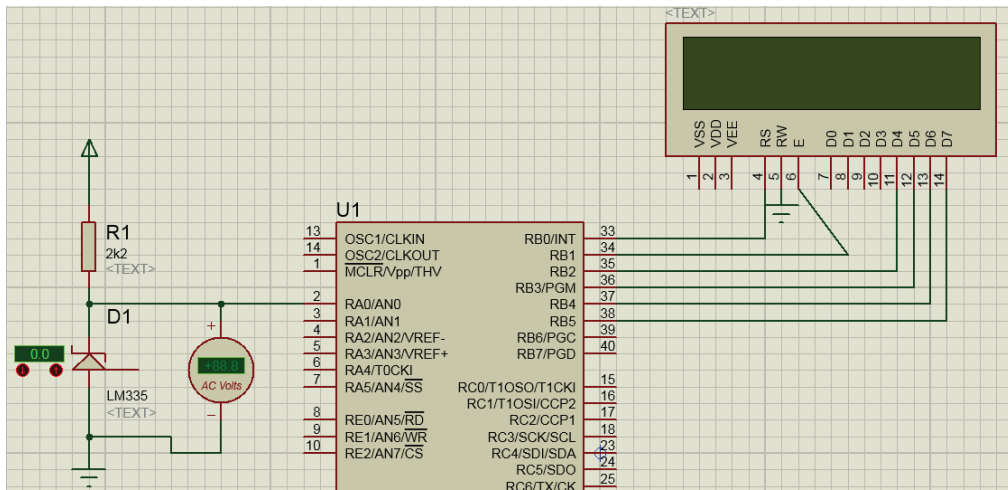 <TEXT>
VSS VDD VEE RS RW E D0 D1 D2 D3 D4 D5 D6 D7
1 2 3 4 5 6 7 8 9 10 11 12 13 14
R1
2k2
<TEXT>
D1
0.0
LM335
<TEXT>
+88.8
AC Volts
U1
13 OSC1/CLKIN RB0/INT 33
14 OSC2/CLKOUT RB1 34
1 MCLR/Vpp/THV RB2 35
RB3/PGM 36
2 RA0/AN0 RB4 37
3 RA1/AN1 RB5 38
4 RA2/AN2/VREF- RB6/PGC 39
5 RA3/AN3/VREF+ RB7/PGD 40
6 RA4/T0CKI
7 RA5/AN4/SS RC0/T1OSO/T1CKI 15
RC1/T1OSI/CCP2 16
8 RE0/AN5/RD RC2/CCP1 17
9 RE1/AN6/WR RC3/SCK/SCL 18
10 RE2/AN7/CS RC4/SDI/SDA 23
RC5/SDO 24
RC6/TX/CK 25